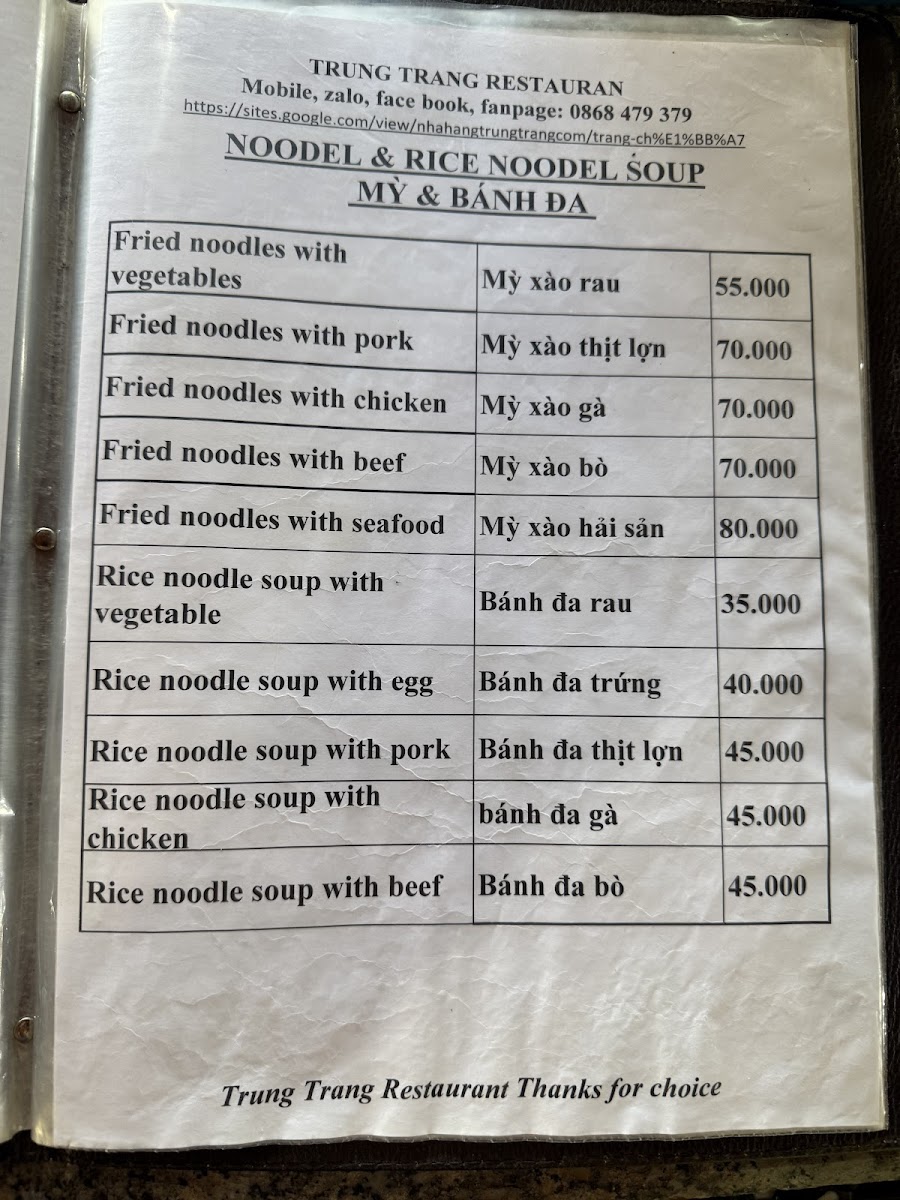 TRUNG TRANG RESTAURAN
Mobile, zalo, face book, fanpage: 0868 479 379
https://sites.google.com/view/nhahangtrungtrangcom/trang-ch%E1%BB%A7
NOODEL & RICE NOODEL SOUP
MỲ & BÁNH ĐA
Fried noodles with
vegetables Mỳ xào rau 55.000
Fried noodles with pork Mỳ xào thịt lợn 70.000
Fried noodles with chicken Mỳ xào gà 70.000
Fried noodles with beef Mỳ xào bò 70.000
Fried noodles with seafood Mỳ xào hải sản 80.000
Rice noodle soup with
vegetable Bánh đa rau 35.000
Rice noodle soup with egg Bánh đa trứng 40.000
Rice noodle soup with pork Bánh đa thịt lợn 45.000
Rice noodle soup with
chicken bánh đa gà 45.000
Rice noodle soup with beef Bánh đa bò 45.000
Trung Trang Restaurant Thanks for choice